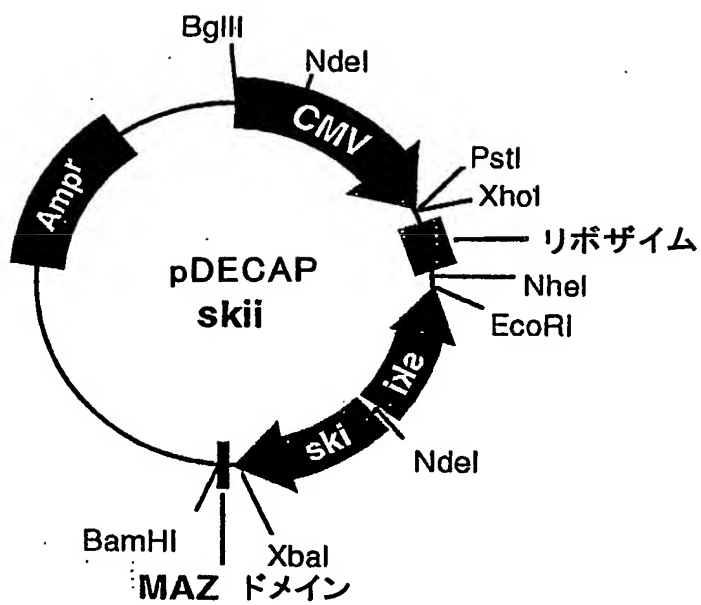 BglII
NdeI
CMV
PstI
XhoI
リボザイム
NheI
EcoRI
ski
ski
NdeI
XbaI
MAZ ドメイン
BamHI
Ampr
pDECAP
skii